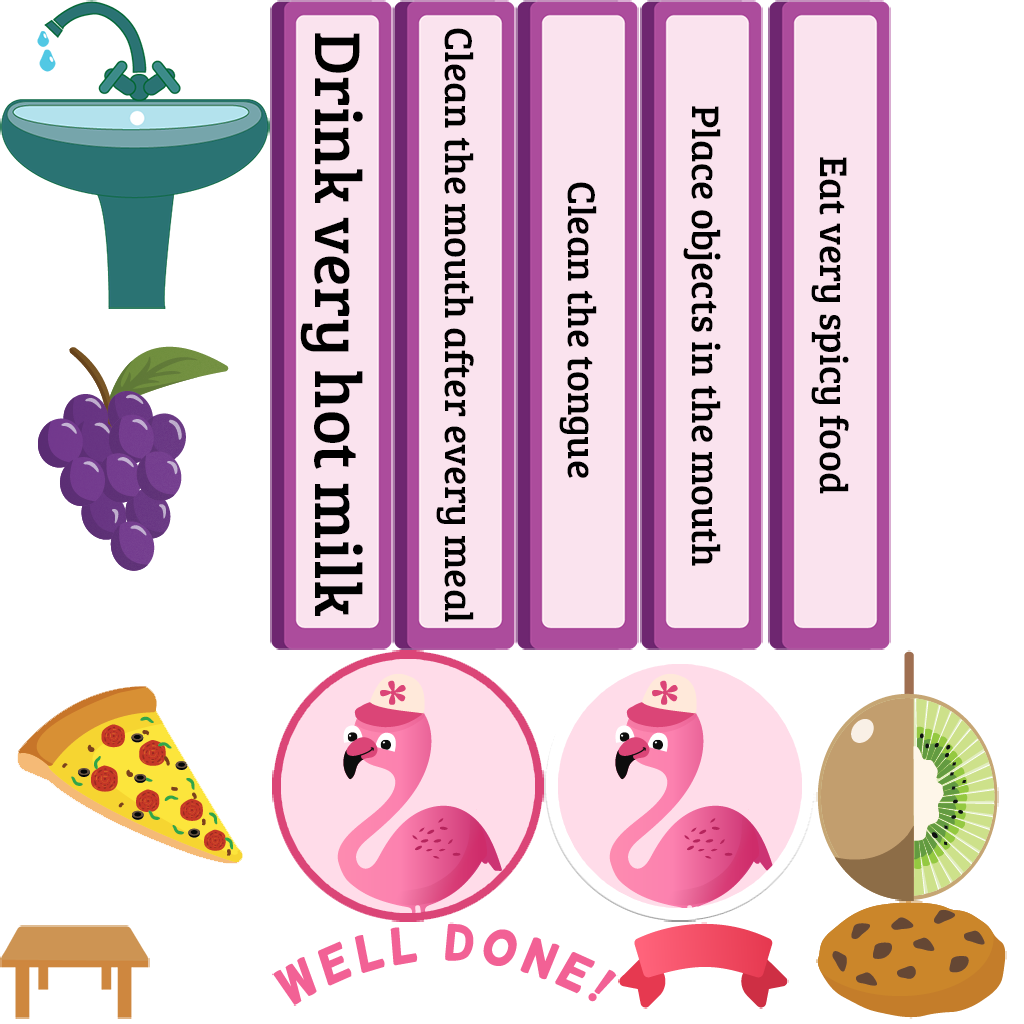 Drink very hot milk
Clean the mouth after every meal
Clean the tongue
Place objects in the mouth
Eat very spicy food
WELL DONE!